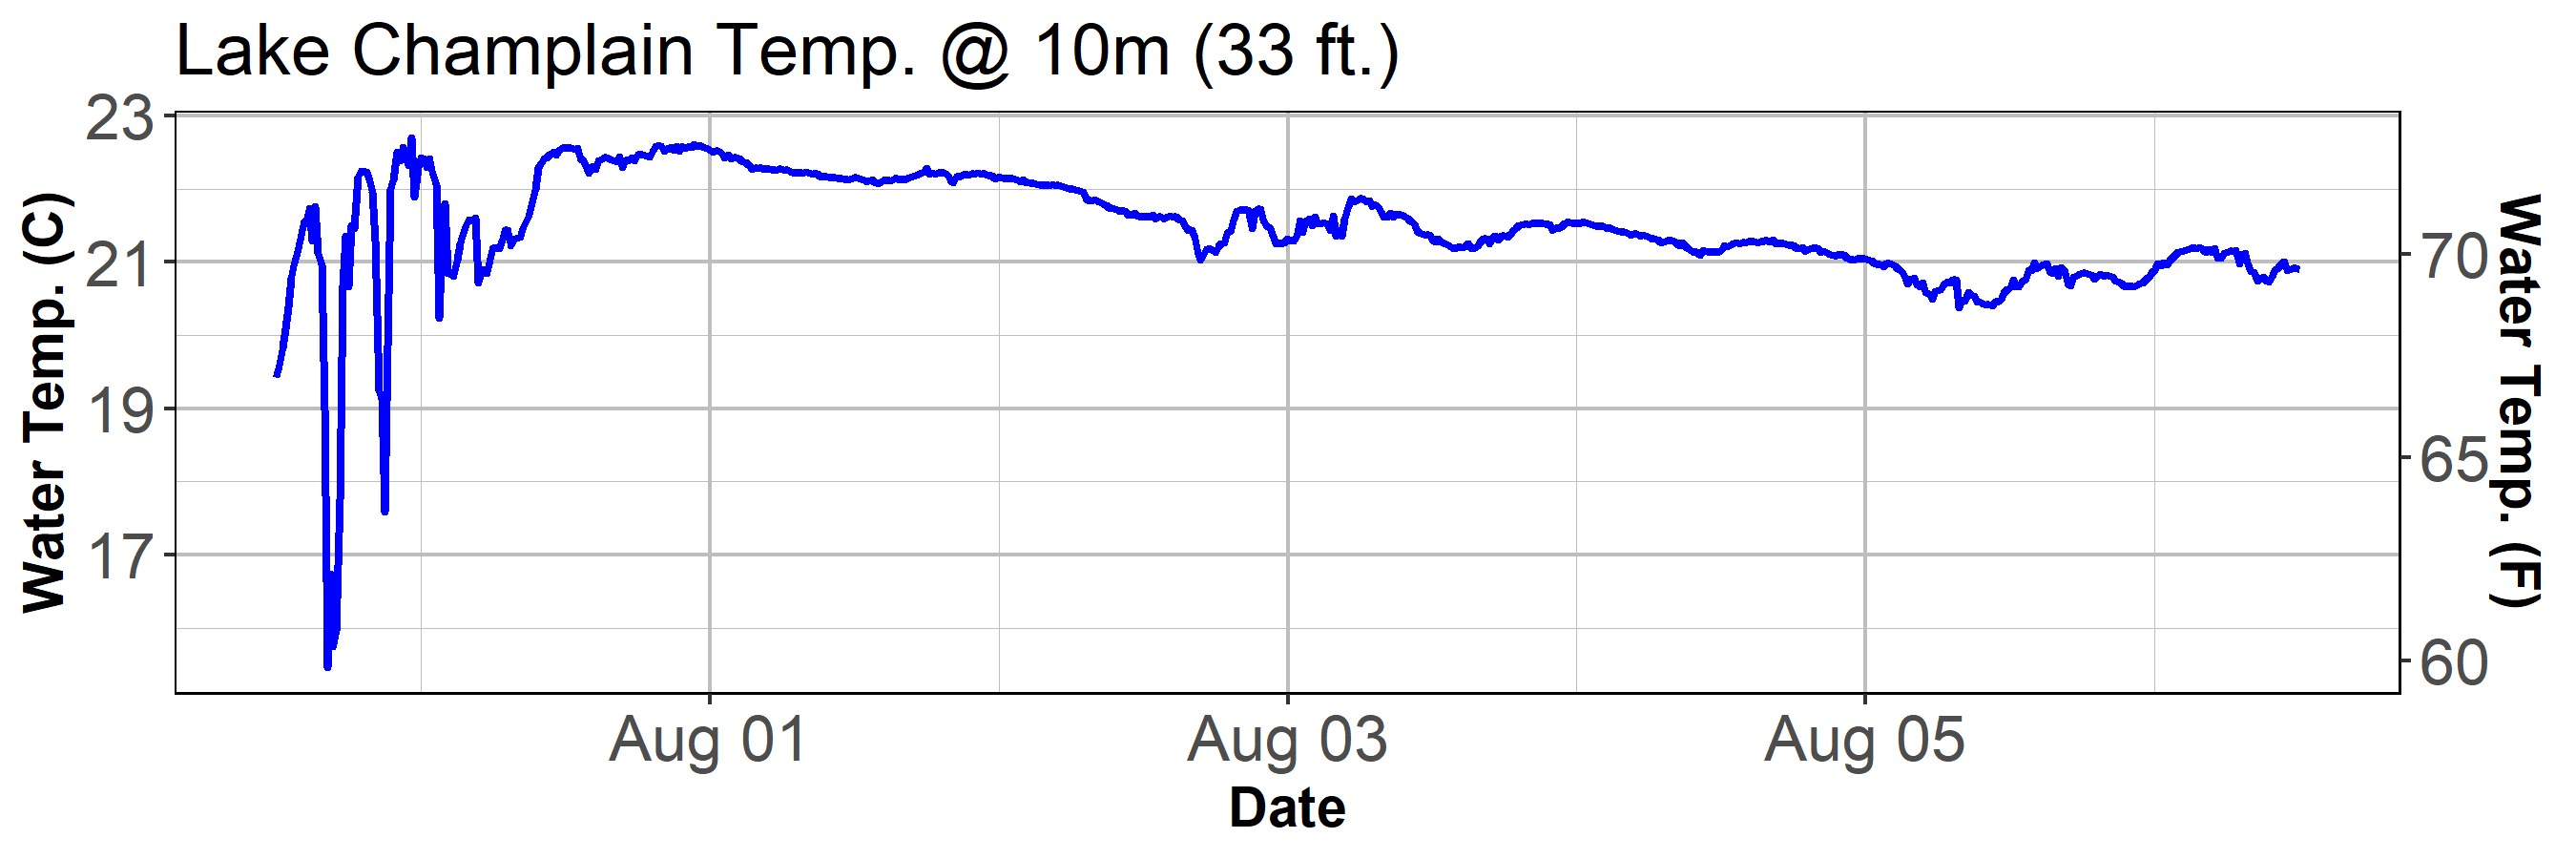 Lake Champlain Temp. @ 10m (33 ft.)
Water Temp. (C)
23
21
19
17
70
65
60
Water Temp. (F)
Aug 01
Aug 03
Aug 05
Date